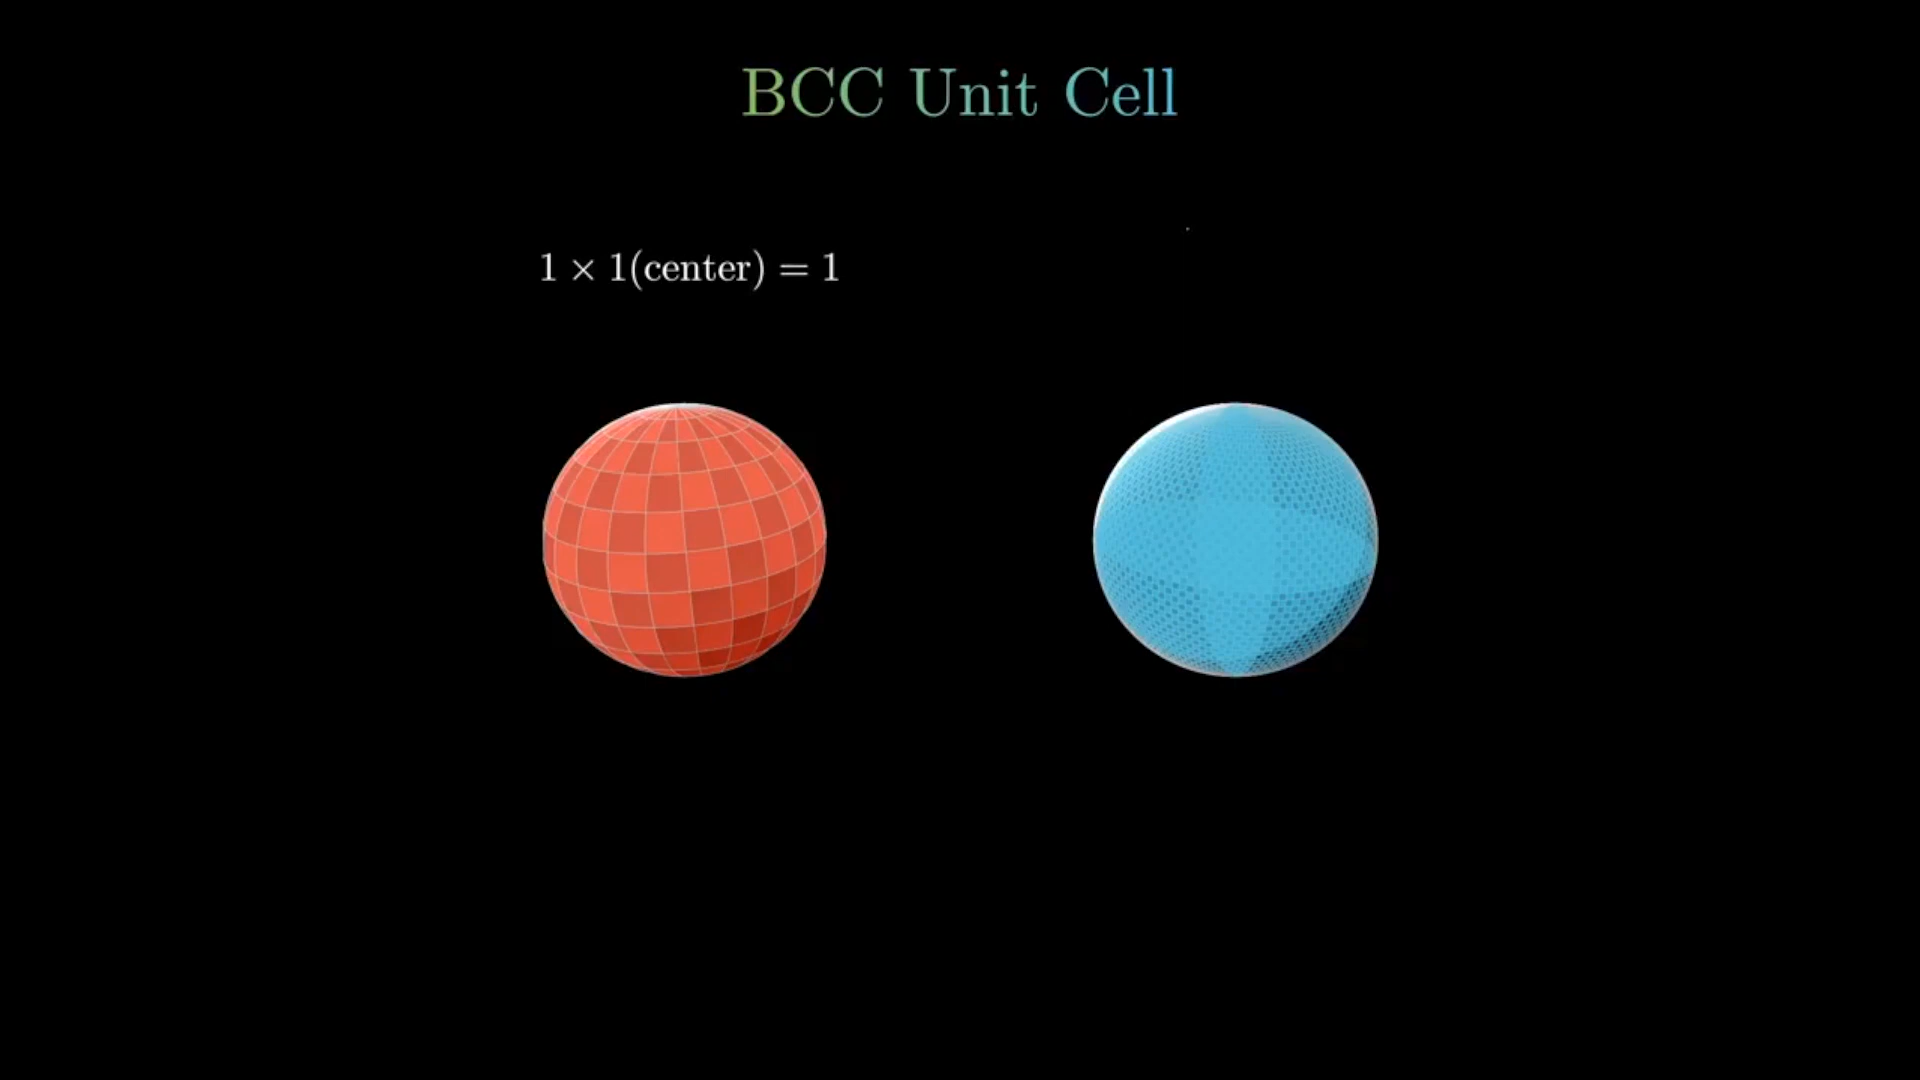 BCC Unit Cell
1 × 1(center) = 1